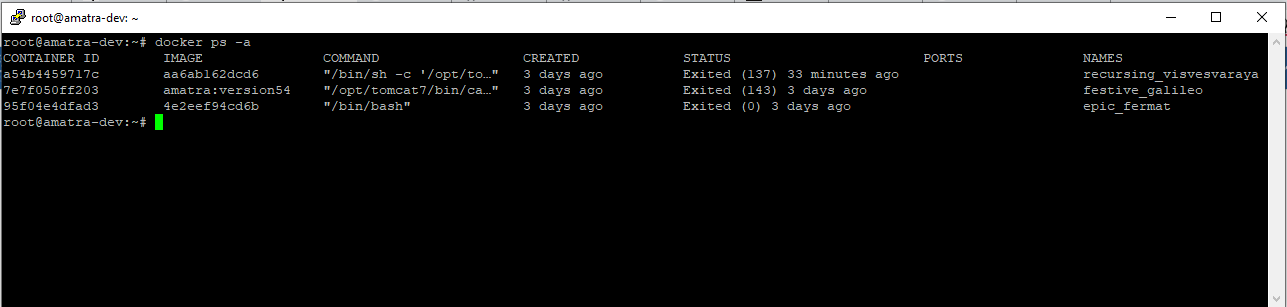 root@amatra-dev: ~
root@amatra-dev:~# docker ps -a
CONTAINER ID IMAGE COMMAND CREATED STATUS PORTS NAMES
a54b4459717c aa6ab162dcd6 "/bin/sh -c '/opt/to…" 3 days ago Exited (137) 33 minutes ago recursing_visvesvaraya
7e7f050ff203 amatra:version54 "/opt/tomcat7/bin/ca…" 3 days ago Exited (143) 3 days ago festive_galileo
95f04e4dfad3 4e2eef94cd6b "/bin/bash" 3 days ago Exited (0) 3 days ago epic_fermat
root@amatra-dev:~#